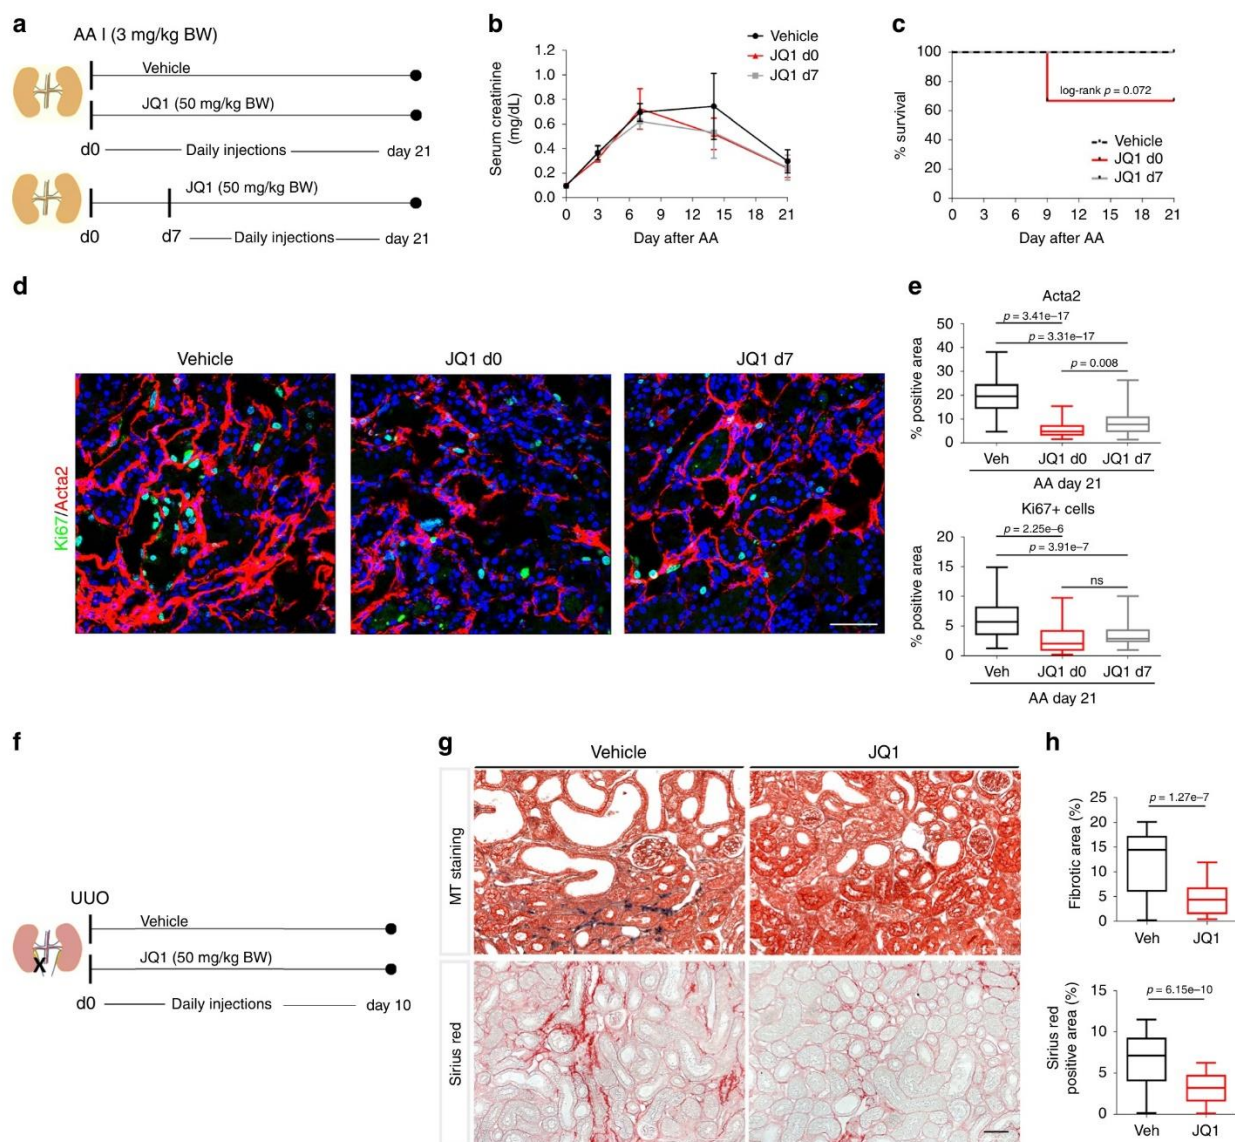 a
AA I (3 mg/kg BW)
Vehicle
JQ1 (50 mg/kg BW)
d0 Daily injections day 21
JQ1 (50 mg/kg BW)
d0 d7 Daily injections day 21
b
Vehicle
JQ1 d0
JQ1 d7
Serum creatinine
(mg/dL)
1.2
1.0
0.8
0.6
0.4
0.2
0.0
0 3 6 9 12 15 18 21
Day after AA
c
% survival
100
80
60
40
20
0
log-rank p = 0.072
Vehicle
JQ1 d0
JQ1 d7
0 3 6 9 12 15 18 21
Day after AA
d
Vehicle JQ1 d0 JQ1 d7
Ki67/Acta2
e
Acta2
p = 3.41e–17
p = 3.31e–17
p = 0.008
% positive area
50
40
30
20
10
0
Veh JQ1 d0 JQ1 d7
AA day 21
Ki67+ cells
p = 2.25e–6
p = 3.91e–7
ns
% positive area
20
15
10
5
0
Veh JQ1 d0 JQ1 d7
AA day 21
f
UUO
X
Vehicle
JQ1 (50 mg/kg BW)
d0 Daily injections day 10
g
Vehicle JQ1
MT staining
Sirius red
h
p = 1.27e–7
Fibrotic area (%)
25
20
15
10
5
0
Veh JQ1
p = 6.15e–10
Sirius red
positive area (%)
15
10
5
0
Veh JQ1